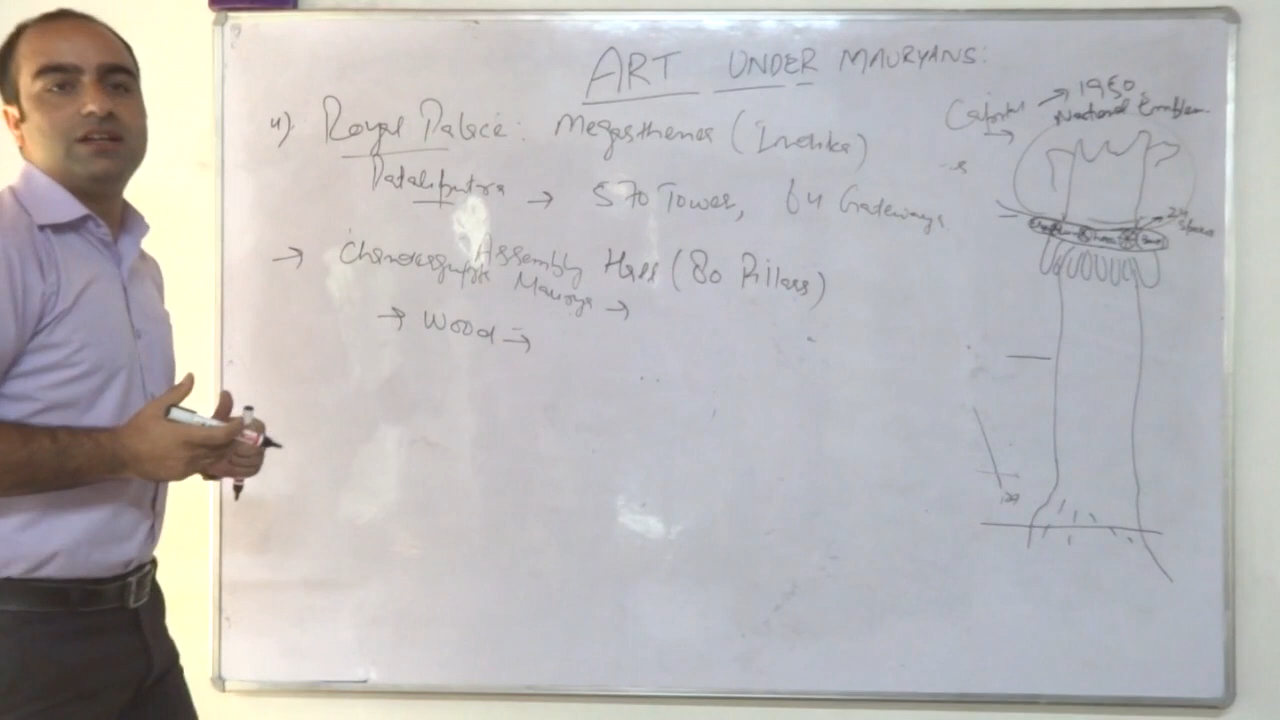 ART UNDER MAURYANS:
4). Royal Palace: Megasthenes (Indika)
Pataliputra → 570 Tower, 64 Gateways
→ Chandragupta Maurya →
Assembly Hall (80 Pillars)
→ Wood →
Capital → 1950.
National Emblem
24
Spokes